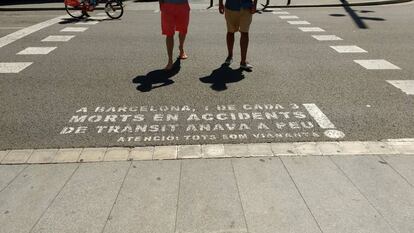 A BARCELONA, 1 DE CADA 3
MORTS EN ACCIDENTS
DE TRÀNSIT ANAVA A PEU!
ATENCIÓ! TOTS SOM VIANANTS